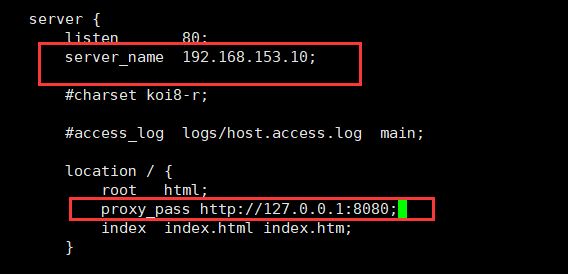 server {
listen 80;
server_name 192.168.153.10;
#charset koi8-r;
#access_log logs/host.access.log main;
location / {
root html;
proxy_pass http://127.0.0.1:8080;
index index.html index.htm;
}